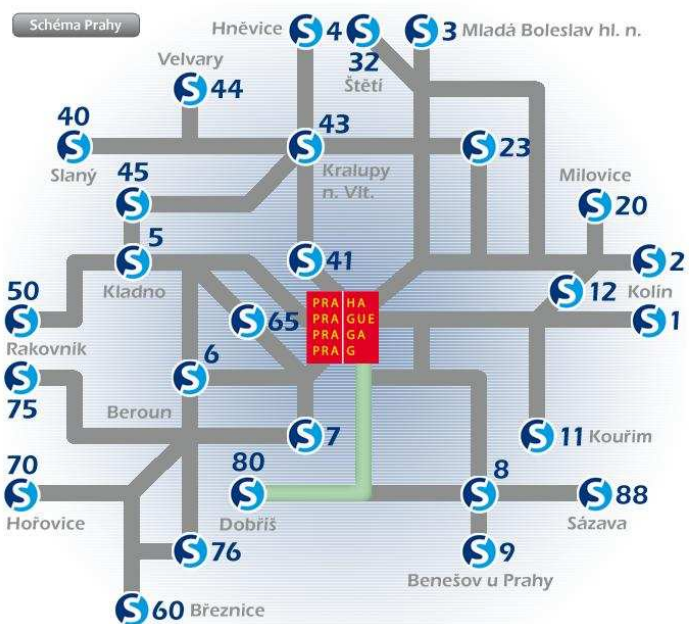 Schéma Prahy
Hněvice 4
32
3 Mladá Boleslav hl. n.
Štětí
Velvary
44
40
43
23
Slaný
Kralupy
n. Vlt.
45
Milovice
20
5
41
2
Kladno
12
Kolín
50
PRA HA
65
PRA GUE
1
PRA GA
PRA G
Rakovník
6
75
Beroun
7
11 Kouřim
70
80
8
88
Hořovice
Dobříš
Sázava
76
9
Benešov u Prahy
60 Březnice